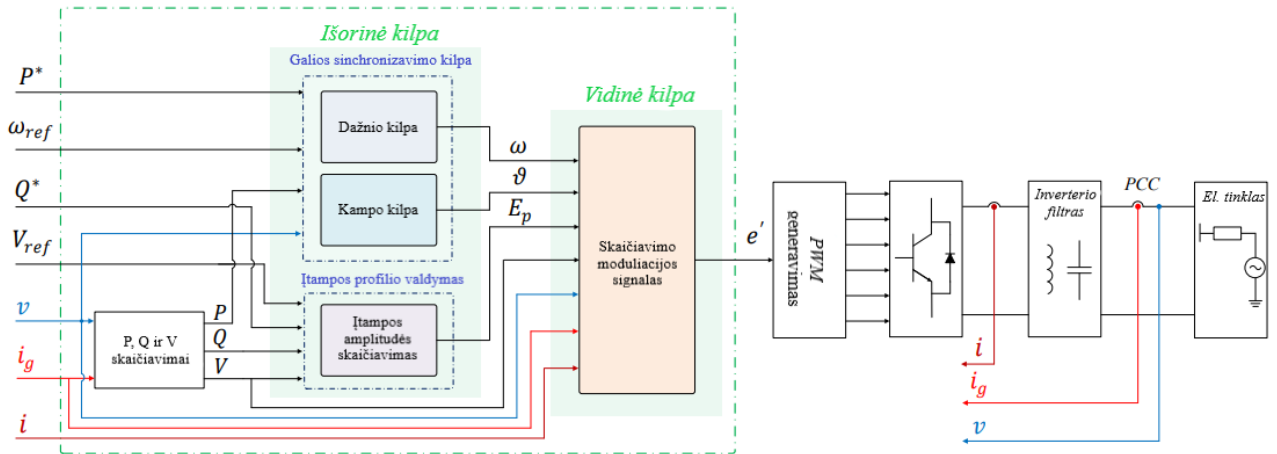 Išorinė kilpa
Galios sinchronizavimo kilpa
P*
ω_ref
Q*
V_ref
v
i_g
i
Dažnio kilpa
Kampo kilpa
Įtampos profilio valdymas
Įtampos
amplitudės
skaičiavimas
P, Q ir V
skaičiavimai
P
Q
V
ω
ϑ
E_p
Vidinė kilpa
Skaičiavimo
moduliacijos
signalas
e′
PWM
generavimas
Inverterio
filtras
PCC
El. tinklas
i
i_g
v